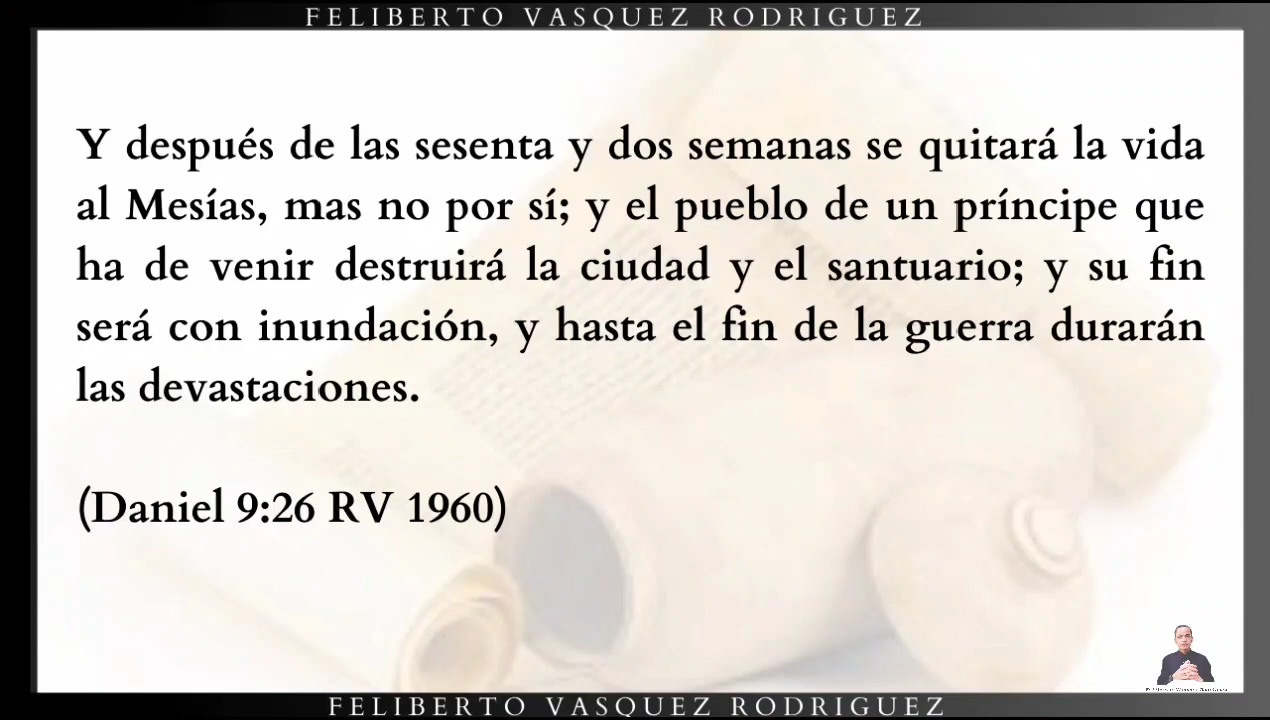 FELIBERTO VASQUEZ RODRIGUEZ
Y después de las sesenta y dos semanas se quitará la vida
al Mesías, mas no por sí; y el pueblo de un príncipe que
ha de venir destruirá la ciudad y el santuario; y su fin
será con inundación, y hasta el fin de la guerra durarán
las devastaciones.
(Daniel 9:26 RV 1960)
FELIBERTO VASQUEZ RODRIGUEZ